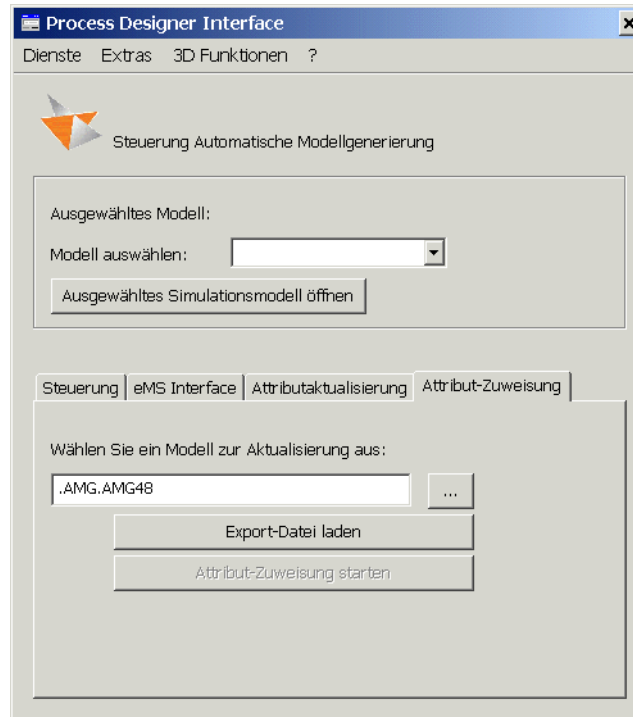 Process Designer Interface
Dienste Extras 3D Funktionen ?
Steuerung Automatische Modellgenerierung
Ausgewähltes Modell:
Modell auswählen:
Ausgewähltes Simulationsmodell öffnen
Steuerung eMS Interface Attributaktualisierung Attribut-Zuweisung
Wählen Sie ein Modell zur Aktualisierung aus:
.AMG.AMG48 ...
Export-Datei laden
Attribut-Zuweisung starten